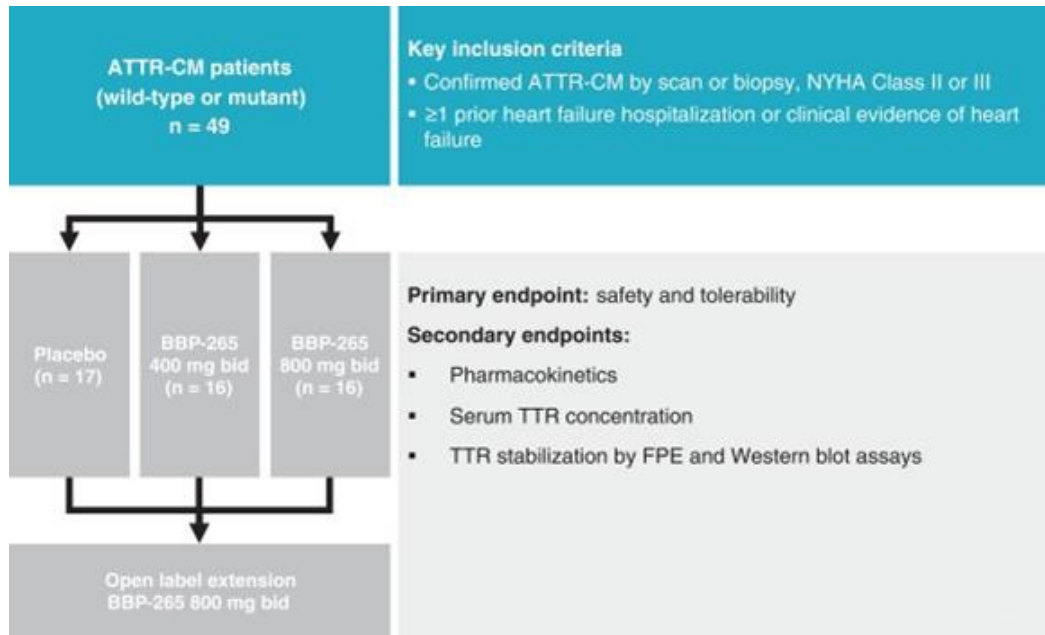 ATTR-CM patients
(wild-type or mutant)
n = 49
Key inclusion criteria
• Confirmed ATTR-CM by scan or biopsy, NYHA Class II or III
• ≥1 prior heart failure hospitalization or clinical evidence of heart
failure
Placebo
(n = 17)
BBP-265
400 mg bid
(n = 16)
BBP-265
800 mg bid
(n = 16)
Primary endpoint: safety and tolerability
Secondary endpoints:
▪ Pharmacokinetics
▪ Serum TTR concentration
▪ TTR stabilization by FPE and Western blot assays
Open label extension
BBP-265 800 mg bid